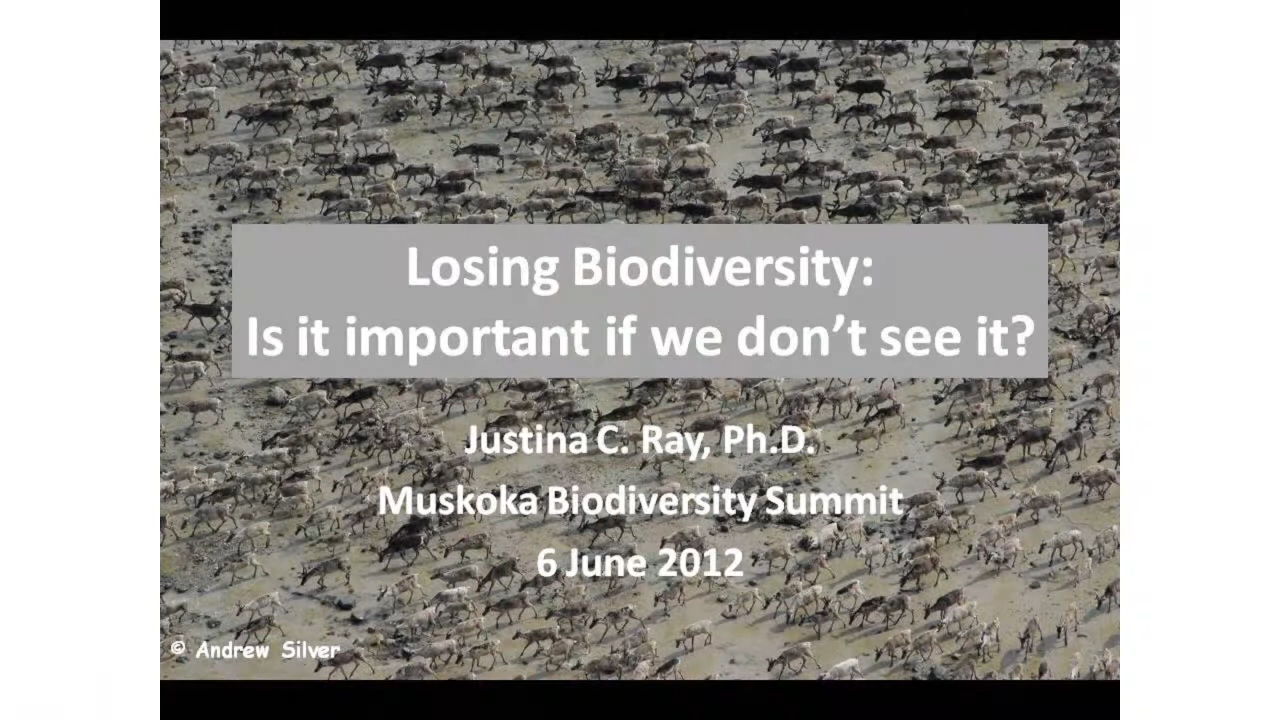 Losing Biodiversity:
Is it important if we don't see it?
Justina C. Ray, Ph.D.
Muskoka Biodiversity Summit
6 June 2012
© Andrew Silver